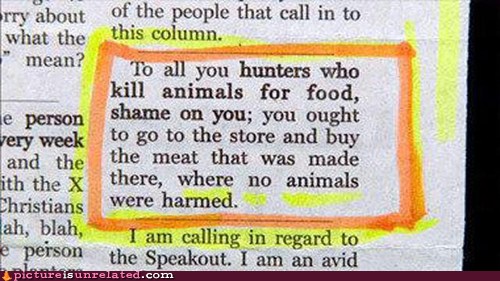 orry about
what the
" mean?
e person
very week
and the
ith the X
Christians
ah, blah,
e person
of the people that call in to
this column.
To all you hunters who
kill animals for food,
shame on you; you ought
to go to the store and buy
the meat that was made
there, where no animals
were harmed.
I am calling in regard to
the Speakout. I am an avid
pictureisunrelated.com